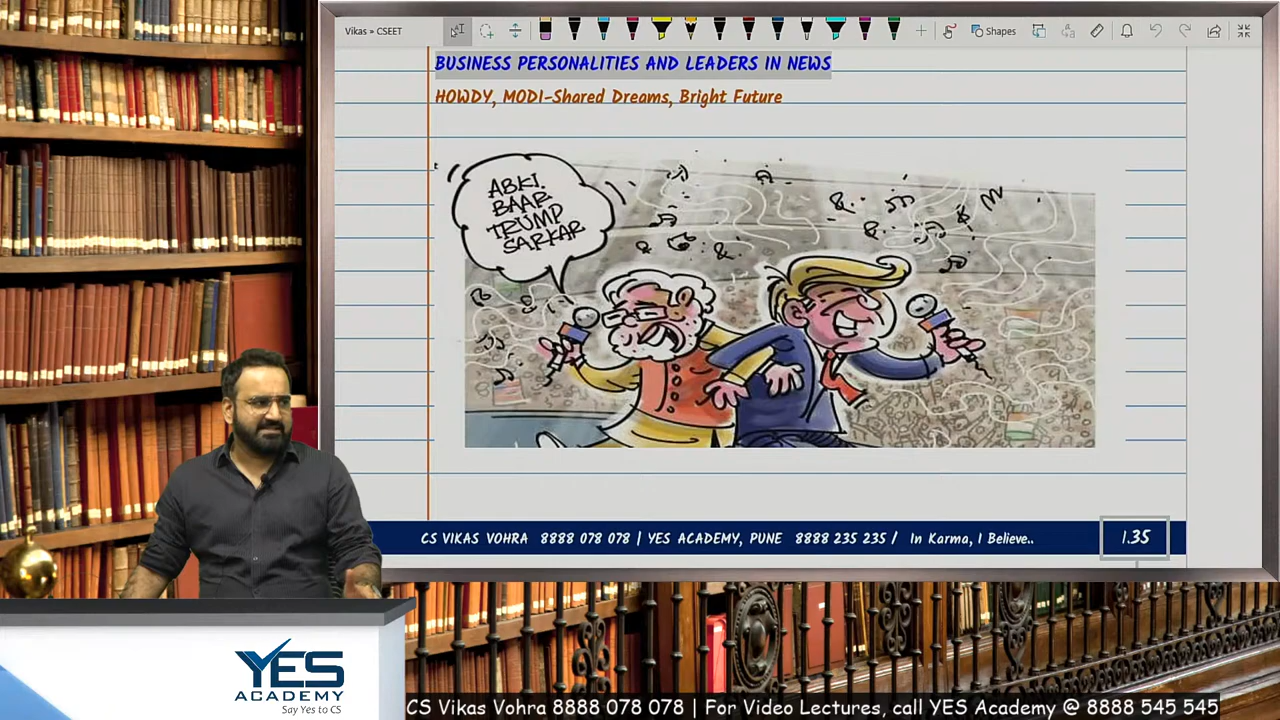 Vikas » CSEET
Shapes
BUSINESS PERSONALITIES AND LEADERS IN NEWS
HOWDY, MODI-Shared Dreams, Bright Future
ABKI.
BAAR
TRUMP
SARKAR
CS VIKAS VOHRA 8888 078 078 | YES ACADEMY, PUNE 8888 235 235 / In Karma, I Believe..
1.35
YES
ACADEMY
Say Yes to CS
CS Vikas Vohra 8888 078 078 | For Video Lectures, call YES Academy @ 8888 545 545